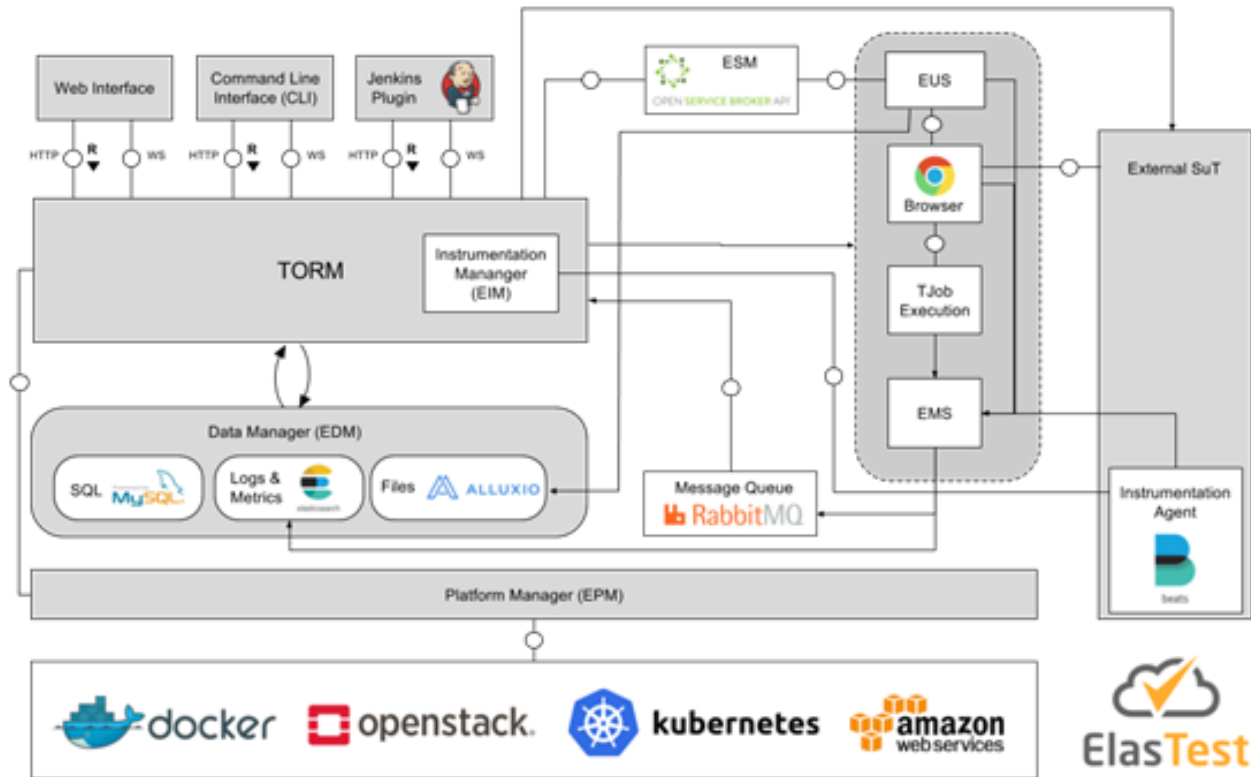 Web Interface
Command Line
Interface (CLI)
Jenkins
Plugin
ESM
OPEN SERVICE BROKER API
EUS
HTTP
R
WS
HTTP
R
WS
HTTP
R
WS
External SuT
Browser
TORM
Instrumentation
Mananger
(EIM)
TJob
Execution
EMS
Data Manager (EDM)
SQL
MySQL
Logs &
Metrics
elasticsearch
Files
ALLUXIO
Message Queue
RabbitMQ
Instrumentation
Agent
beats
Platform Manager (EPM)
docker
openstack.
kubernetes
amazon
webservices
ElasTest